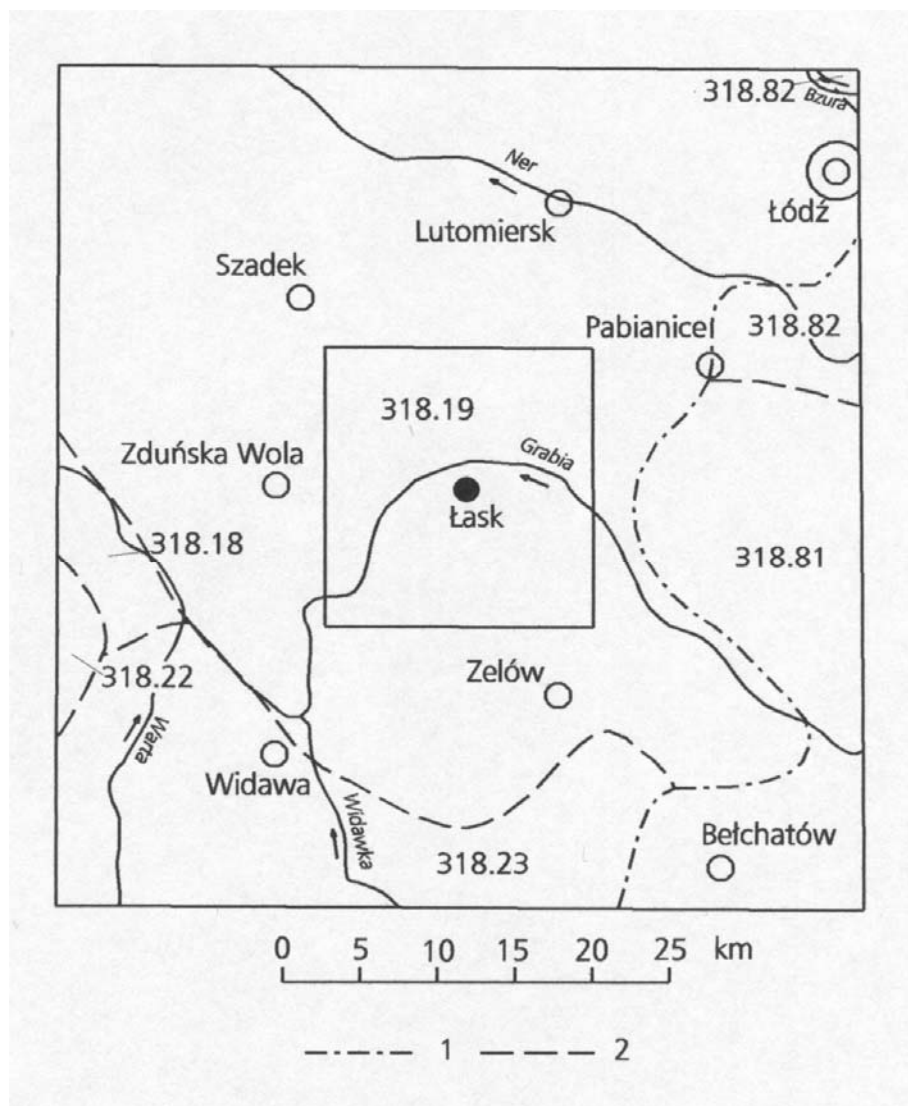 318.82
Bzura
Ner
Łódź
Lutomiersk
Szadek
Pabianice
318.82
318.19
Zduńska Wola
Grabia
Łask
318.18
318.81
318.22
Zelów
Warta
Widawa
Widawka
Bełchatów
318.23
0 5 10 15 20 25 km
1 2